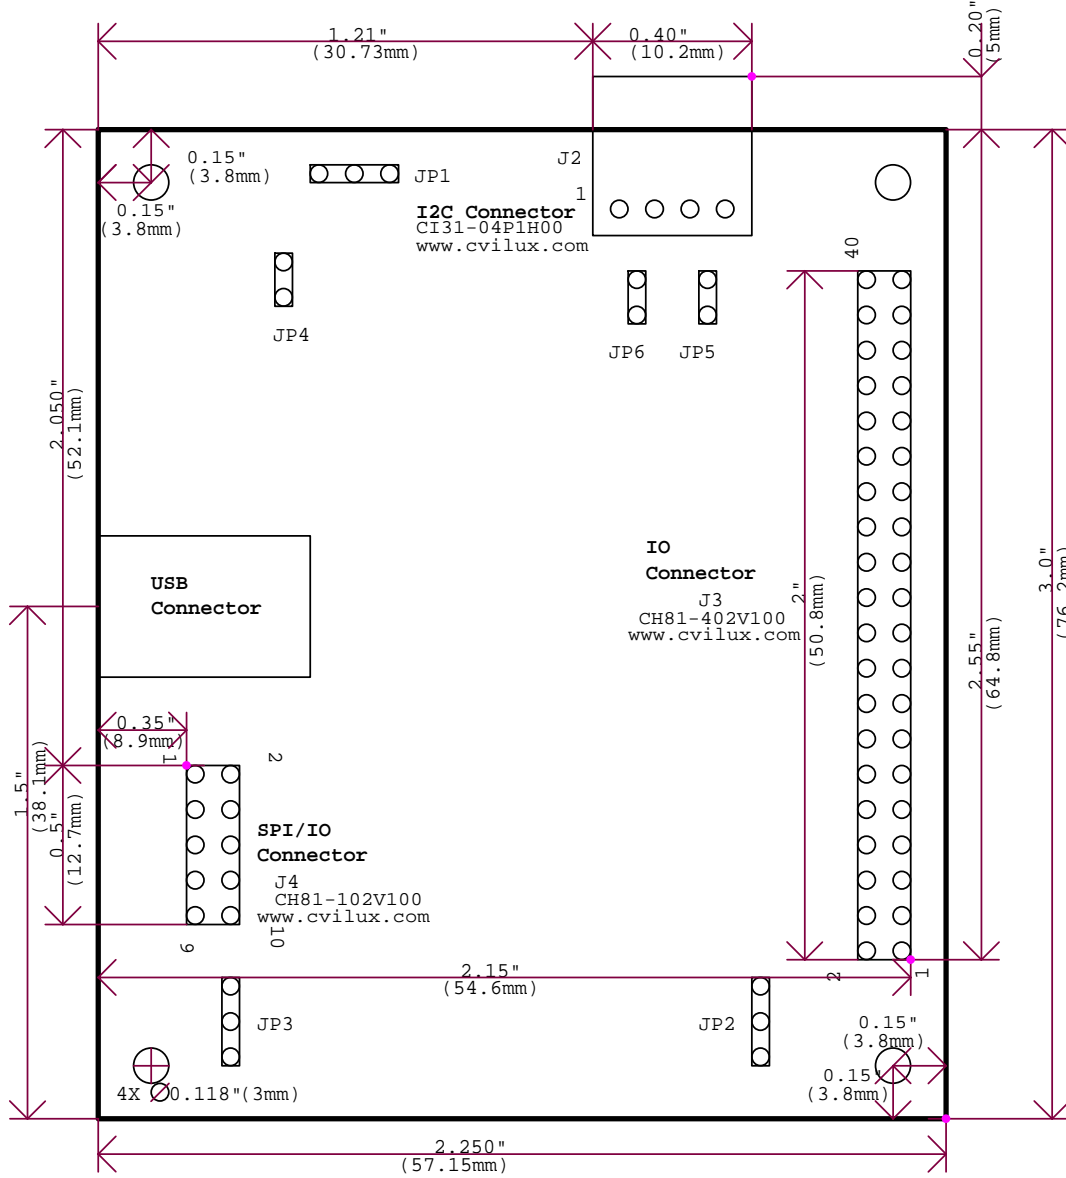 1.21"
(30.73mm)
0.40"
(10.2mm)
0.20"
(5mm)
0.15"
(3.8mm)
0.15"
(3.8mm)
JP1
J2
1
I2C Connector
CI31-04P1H00
www.cvilux.com
JP4
JP6
JP5
40
2.050"
(52.1mm)
USB
Connector
IO
Connector
J3
CH81-402V100
www.cvilux.com
2"
(50.8mm)
2.55"
(64.8mm)
3.0"
(76.2mm)
0.35"
(8.9mm)
1
2
1.5"
(38.1mm)
0.5"
(12.7mm)
SPI/IO
Connector
J4
CH81-102V100
www.cvilux.com
9
10
2.15"
(54.6mm)
2
1
JP3
JP2
0.15"
(3.8mm)
0.15"
(3.8mm)
4X 0.118"(3mm)
2.250"
(57.15mm)